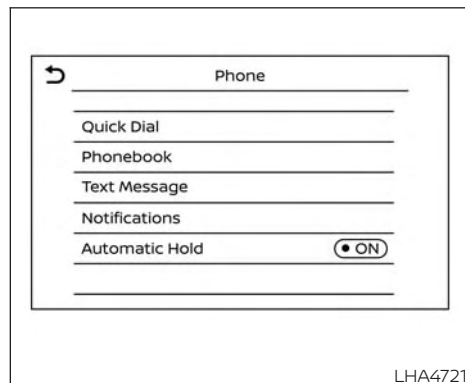 Phone
Quick Dial
Phonebook
Text Message
Notifications
Automatic Hold ON
LHA4721